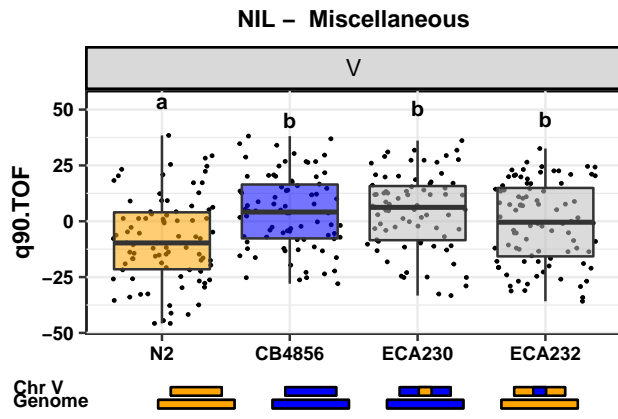 NIL – Miscellaneous
V
a
b
b
b
50
25
0
−25
−50
q90.TOF
N2
CB4856
ECA230
ECA232
Chr V
Genome